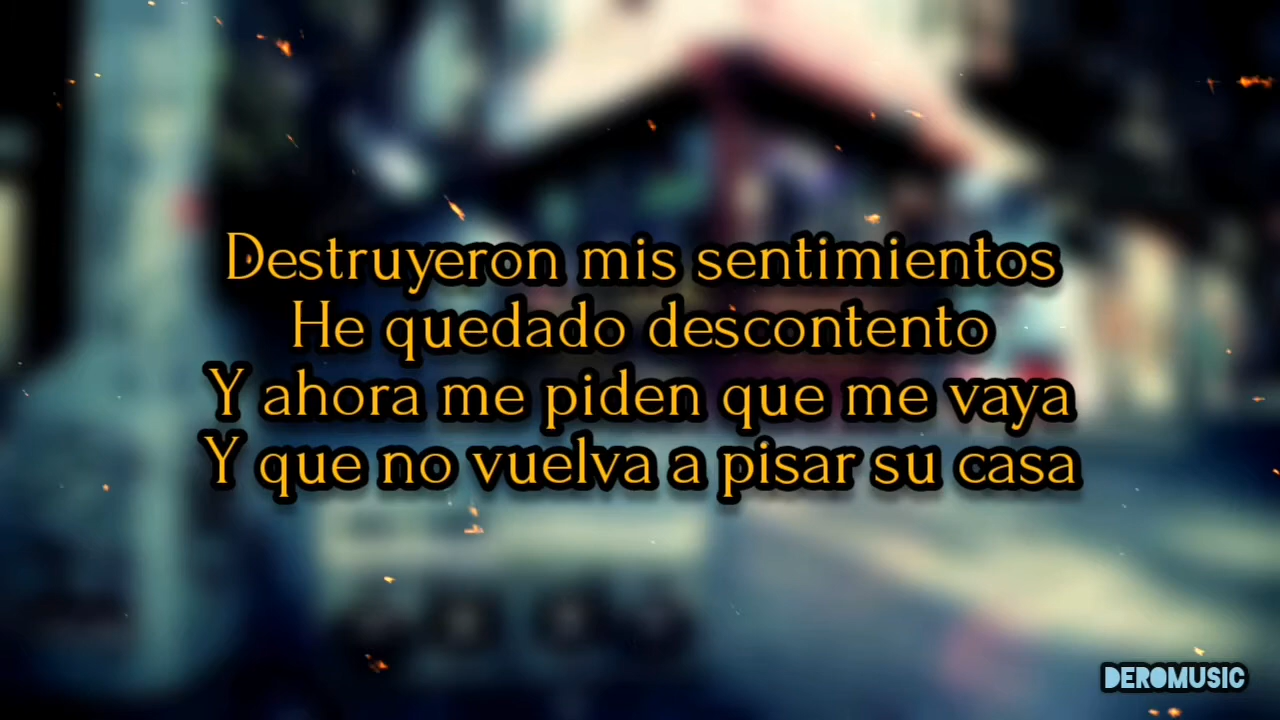 Destruyeron mis sentimientos
He quedado descontento
Y ahora me piden que me vaya
Y que no vuelva a pisar su casa
DEROMUSIC